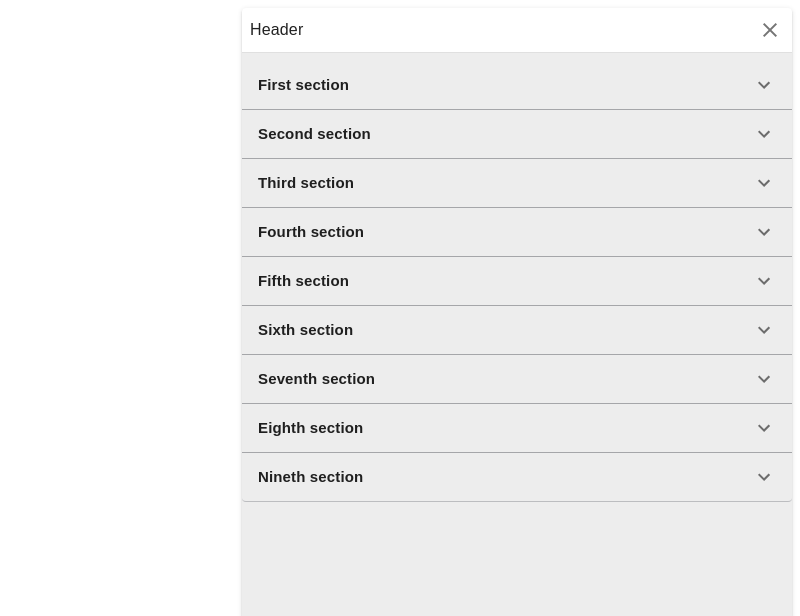 Header
First section
Second section
Third section
Fourth section
Fifth section
Sixth section
Seventh section
Eighth section
Nineth section